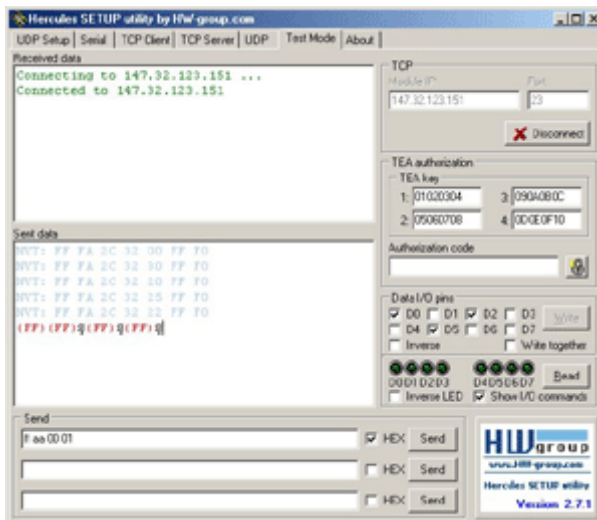 Hercules SETUP utility by HW-group.com
UDP Setup Serial TCP Client TCP Server UDP Test Mode About
Received data
Connecting to 147.32.123.151 ...
Connected to 147.32.123.151
TCP
Module IP Port
147.32.123.151 23
Disconnect
TEA authorization
TEA key
1: 01020304 3: 090A0B0C
2: 05060708 4: 0D0E0F10
Authorization code
Sent data
NVT: FF FA 2C 32 00 FF F0
NVT: FF FA 2C 32 30 FF F0
NVT: FF FA 2C 32 20 FF F0
NVT: FF FA 2C 32 25 FF F0
NVT: FF FA 2C 32 22 FF F0
(FF) (FF) (FF) (FF)
Data I/O pins
D0 D1 D2 D3 Write
D4 D5 D6 D7
Inverse Write together
D0D1D2D3 D4D5D6D7 Read
Inverse LED Show I/O commands
Send
ff aa 00 01 HEX Send
HEX Send
HEX Send
HW group
www.HW-group.com
Hercules SETUP utility
Version 2.7.1